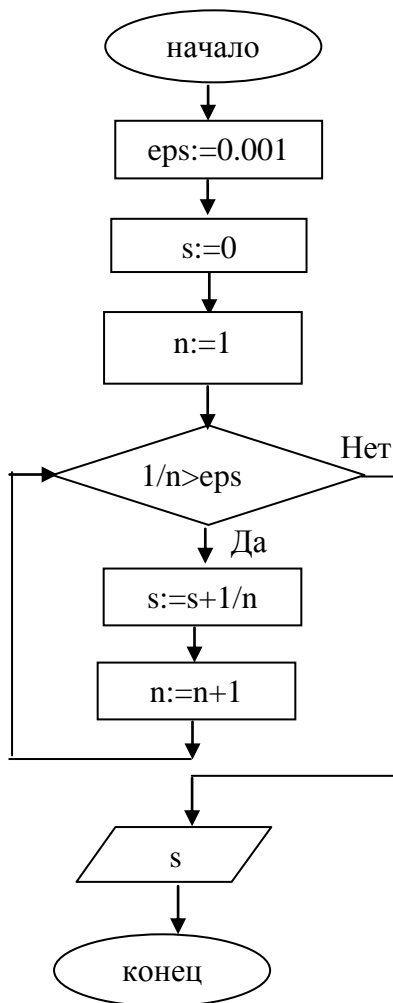 начало
eps:=0.001
s:=0
n:=1
1/n>eps
Нет
Да
s:=s+1/n
n:=n+1
s
конец